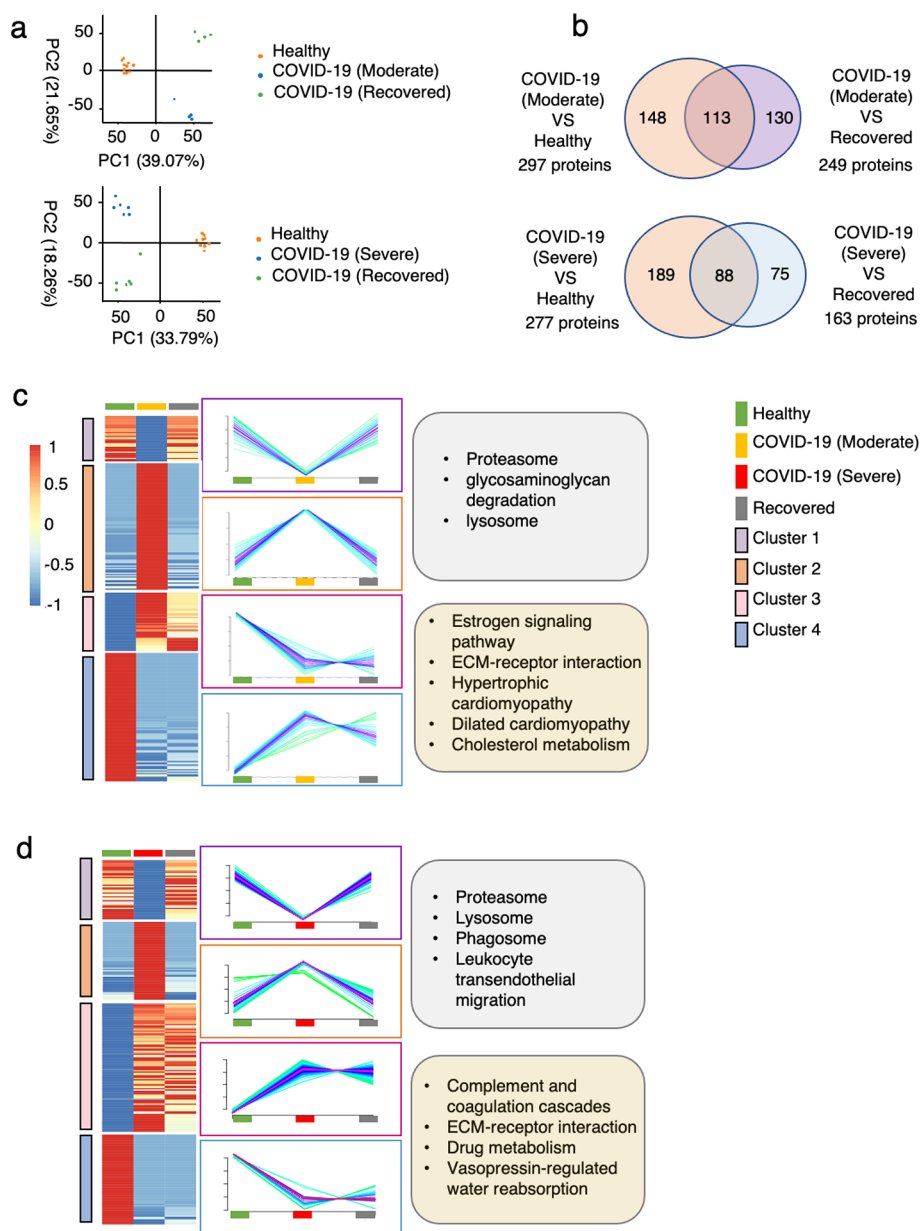 a
50
0
-50
PC2 (21.65%)
50 0 50
PC1 (39.07%)
Healthy
COVID-19 (Moderate)
COVID-19 (Recovered)
50
0
-50
PC2 (18.26%)
50 0 50
PC1 (33.79%)
Healthy
COVID-19 (Severe)
COVID-19 (Recovered)
b
COVID-19
(Moderate)
VS
Healthy
297 proteins
148 113 130
COVID-19
(Moderate)
VS
Recovered
249 proteins
COVID-19
(Severe)
VS
Healthy
277 proteins
189 88 75
COVID-19
(Severe)
VS
Recovered
163 proteins
c
1
0.5
0
-0.5
-1
• Proteasome
• glycosaminoglycan
degradation
• lysosome
• Estrogen signaling
pathway
• ECM-receptor interaction
• Hypertrophic
cardiomyopathy
• Dilated cardiomyopathy
• Cholesterol metabolism
Healthy
COVID-19 (Moderate)
COVID-19 (Severe)
Recovered
Cluster 1
Cluster 2
Cluster 3
Cluster 4
d
• Proteasome
• Lysosome
• Phagosome
• Leukocyte
transendothelial
migration
• Complement and
coagulation cascades
• ECM-receptor interaction
• Drug metabolism
• Vasopressin-regulated
water reabsorption